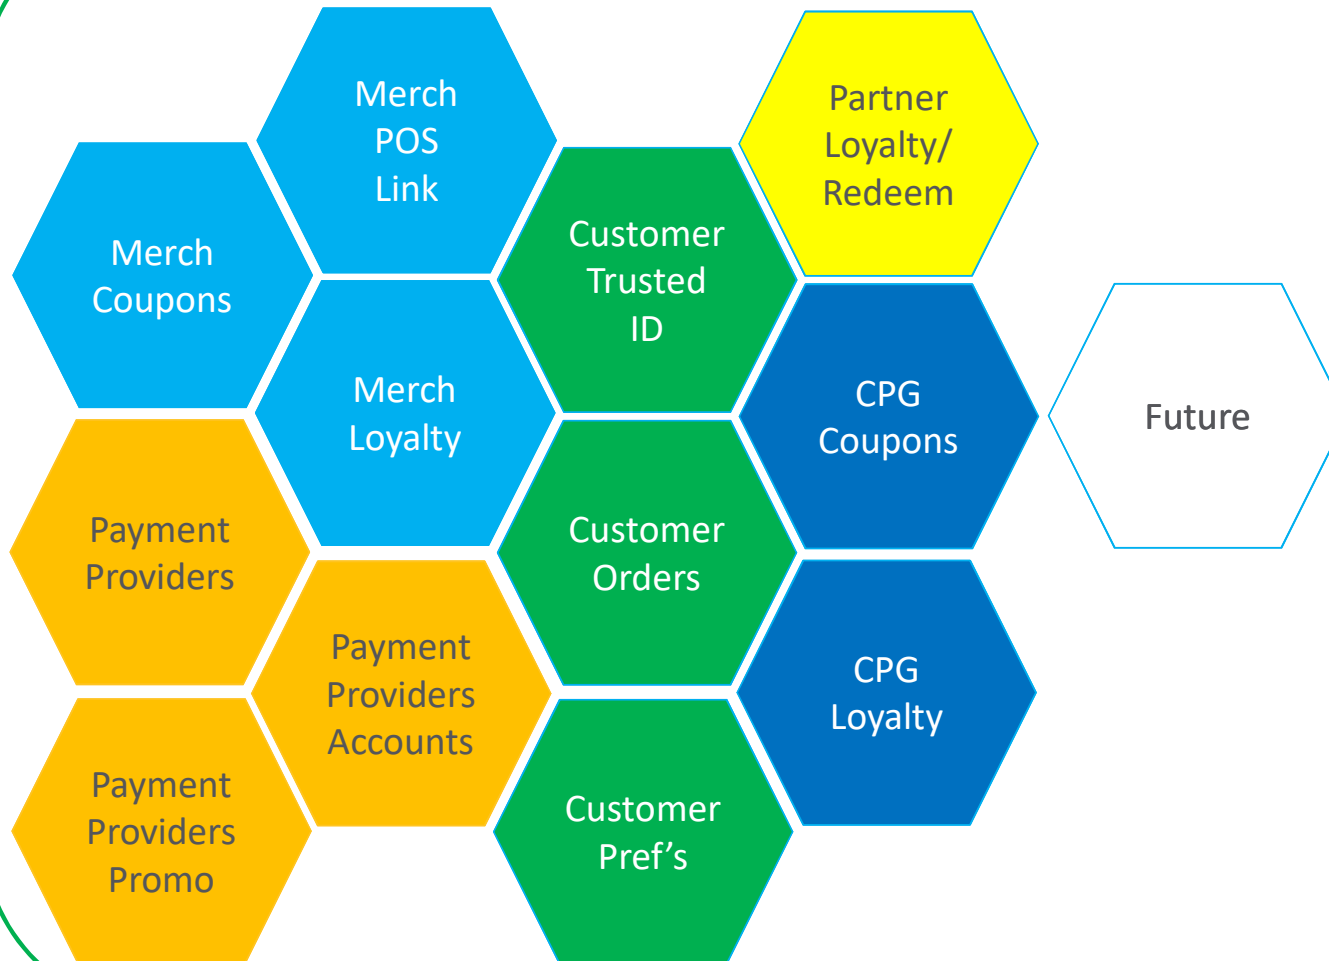 Merch
POS
Link
Partner
Loyalty/
Redeem
Merch
Coupons
Customer
Trusted
ID
Merch
Loyalty
CPG
Coupons
Future
Payment
Providers
Customer
Orders
Payment
Providers
Accounts
CPG
Loyalty
Payment
Providers
Promo
Customer
Pref’s